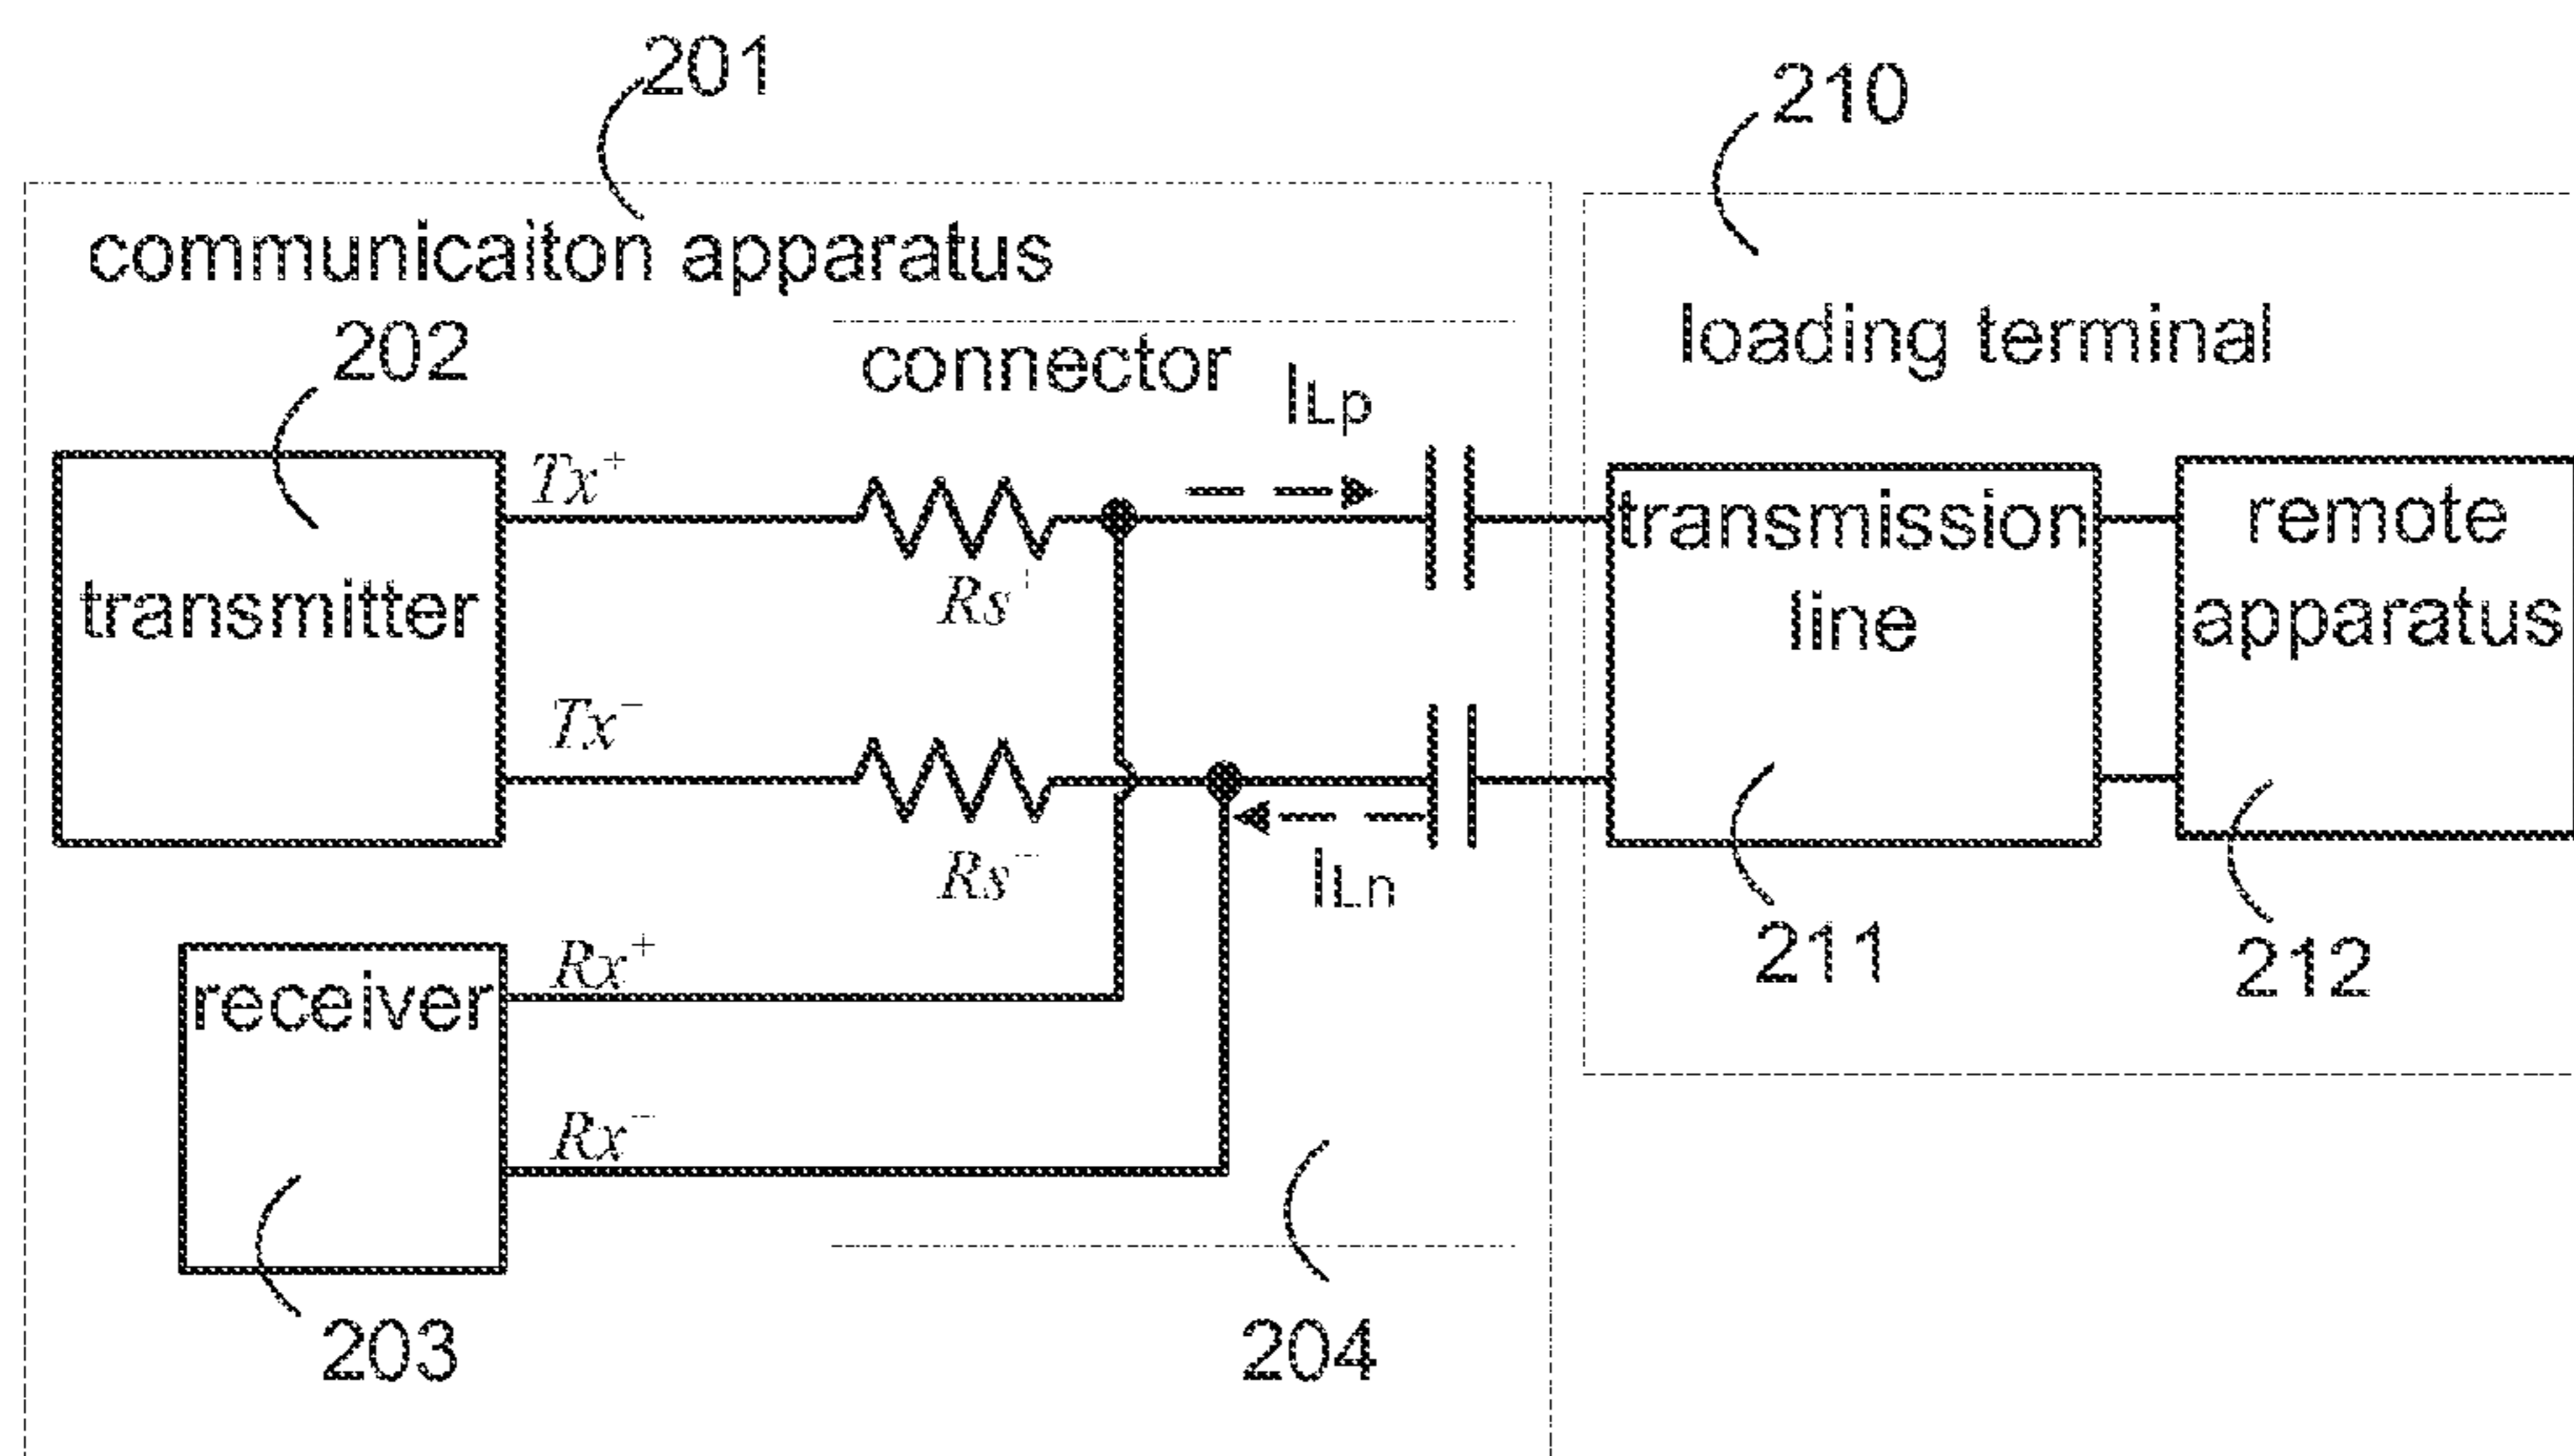 201
210
communicaiton apparatus
202
connector
loading terminal
ILp
Tx+
transmission
line
remote
apparatus
Rs+
transmitter
Tx−
Rs−
ILn
211
212
Rx+
receiver
Rx−
203
204